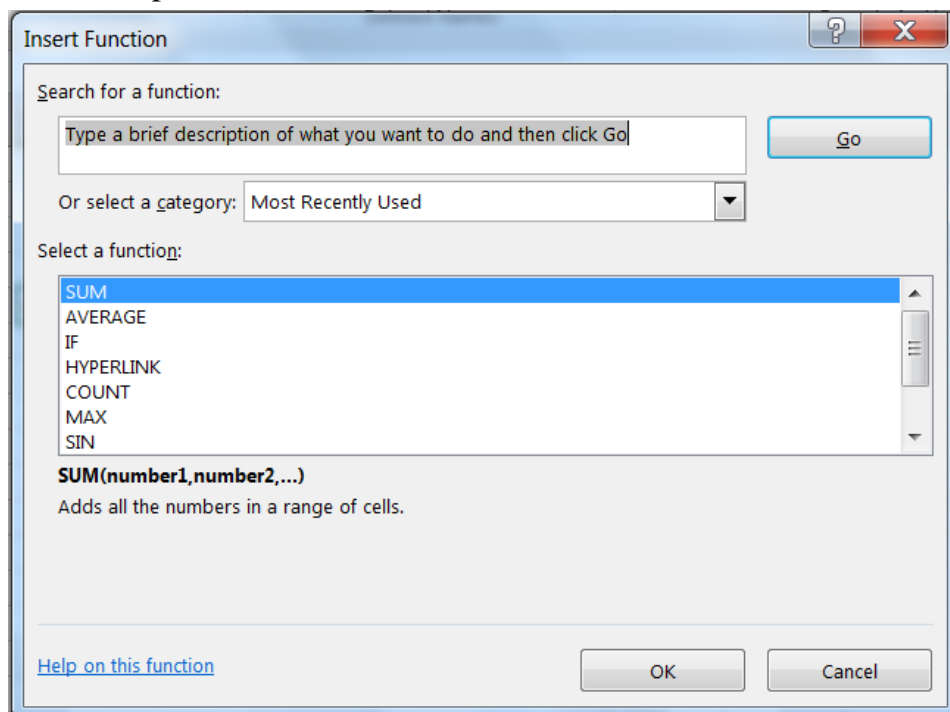 Insert Function
?
X
Search for a function:
Type a brief description of what you want to do and then click Go
Go
Or select a category: Most Recently Used
Select a function:
SUM
AVERAGE
IF
HYPERLINK
COUNT
MAX
SIN
SUM(number1,number2,...)
Adds all the numbers in a range of cells.
Help on this function
OK
Cancel